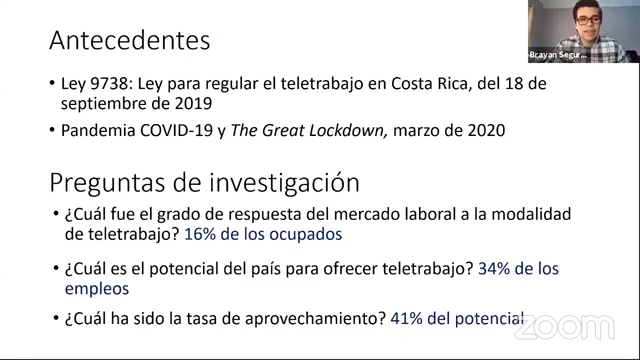 Antecedentes
Brayan Segur...
• Ley 9738: Ley para regular el teletrabajo en Costa Rica, del 18 de
septiembre de 2019
• Pandemia COVID-19 y The Great Lockdown, marzo de 2020
Preguntas de investigación
• ¿Cuál fue el grado de respuesta del mercado laboral a la modalidad
de teletrabajo? 16% de los ocupados
• ¿Cuál es el potencial del país para ofrecer teletrabajo? 34% de los
empleos
• ¿Cuál ha sido la tasa de aprovechamiento? 41% del potencial
zoom